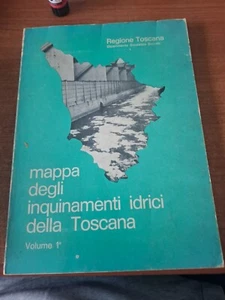 Regione Toscana
mappa
degli
inquinamenti idrici
della Toscana
Volume 1°